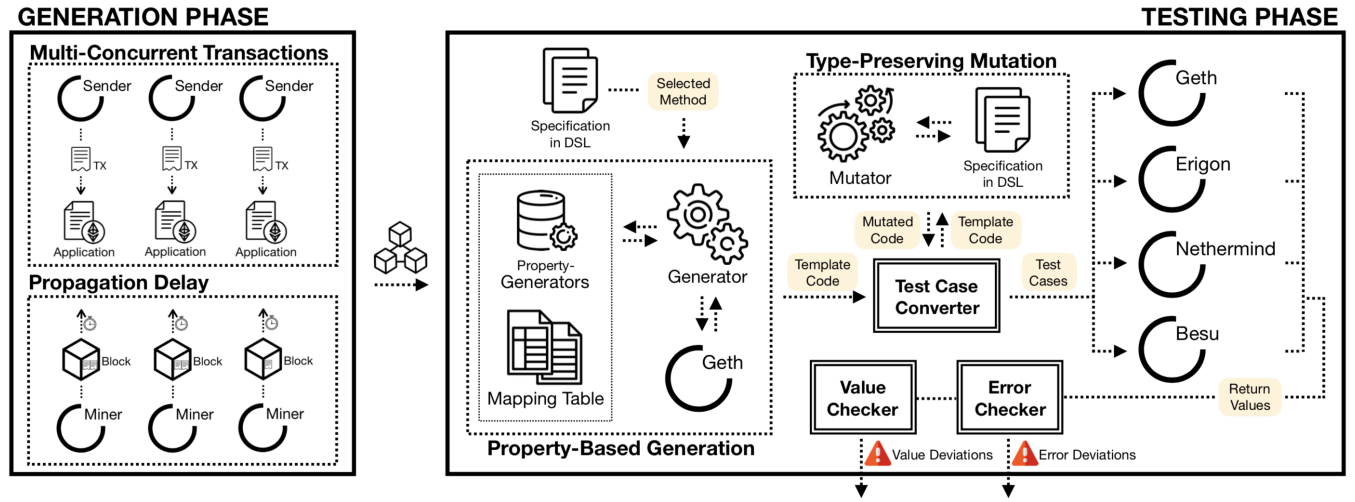 GENERATION PHASE
Multi-Concurrent Transactions
Sender
Sender
Sender
TX
TX
TX
Application
Application
Application
Propagation Delay
Block
Block
Block
Miner
Miner
Miner
TESTING PHASE
Specification
in DSL
Selected
Method
Property-
Generators
Mapping Table
Generator
Geth
Property-Based Generation
Type-Preserving Mutation
Mutator
Specification
in DSL
Mutated
Code
Template
Code
Template
Code
Test Case
Converter
Test
Cases
Geth
Erigon
Nethermind
Besu
Return
Values
Value
Checker
Error
Checker
Value Deviations
Error Deviations